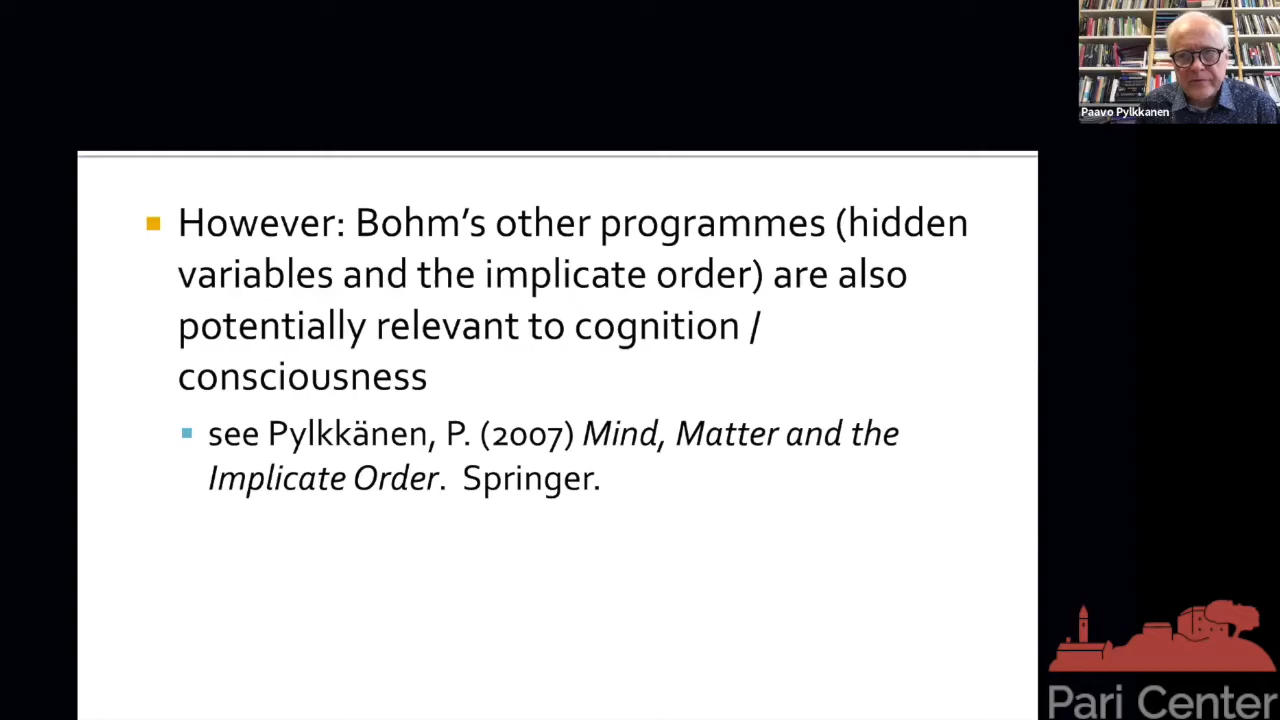 Paavo Pylkkanen
However: Bohm’s other programmes (hidden
variables and the implicate order) are also
potentially relevant to cognition /
consciousness
see Pylkkänen, P. (2007) Mind, Matter and the
Implicate Order. Springer.
Pari Center